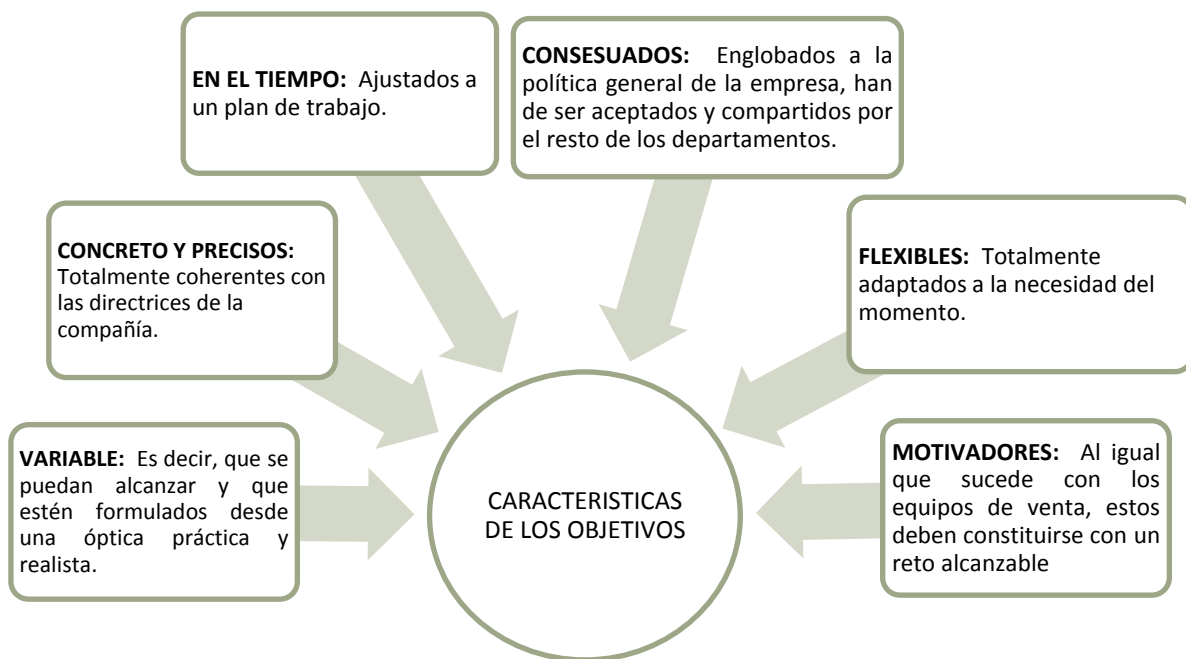 EN EL TIEMPO: Ajustados a
un plan de trabajo.
CONSESUADOS: Englobados a la
política general de la empresa, han
de ser aceptados y compartidos por
el resto de los departamentos.
CONCRETO Y PRECISOS:
Totalmente coherentes con
las directrices de la
compañía.
FLEXIBLES: Totalmente
adaptados a la necesidad del
momento.
VARIABLE: Es decir, que se
puedan alcanzar y que
estén formulados desde
una óptica práctica y
realista.
CARACTERISTICAS
DE LOS OBJETIVOS
MOTIVADORES: Al igual
que sucede con los
equipos de venta, estos
deben constituirse con un
reto alcanzable